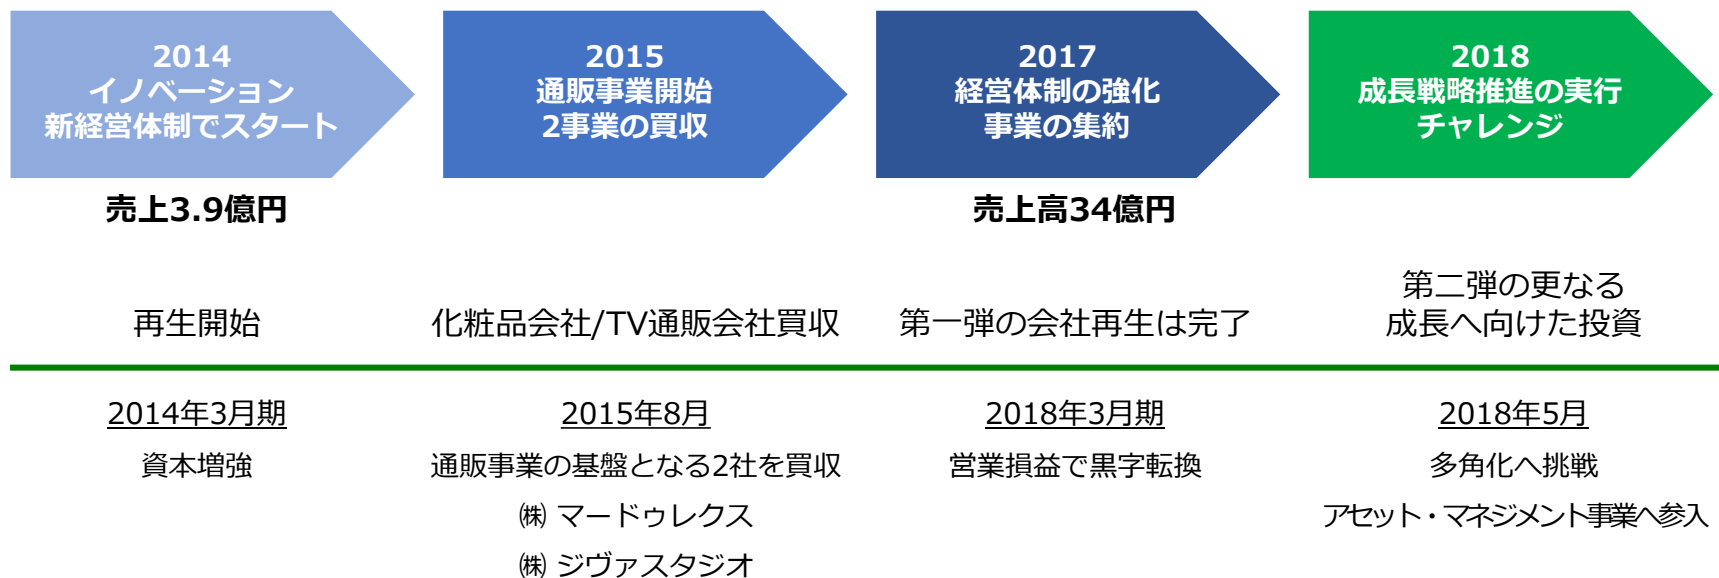 2014
イノベーション
新経営体制でスタート
2015
通販事業開始
2事業の買収
2017
経営体制の強化
事業の集約
2018
成長戦略推進の実行
チャレンジ
売上3.9億円
売上高34億円
再生開始
化粧品会社/TV通販会社買収
第一弾の会社再生は完了
第二弾の更なる
成長へ向けた投資
2014年3月期
資本増強
2015年8月
通販事業の基盤となる2社を買収
㈱ マードゥレクス
㈱ ジヴァスタジオ
2018年3月期
営業損益で黒字転換
2018年5月
多角化へ挑戦
アセット・マネジメント事業へ参入